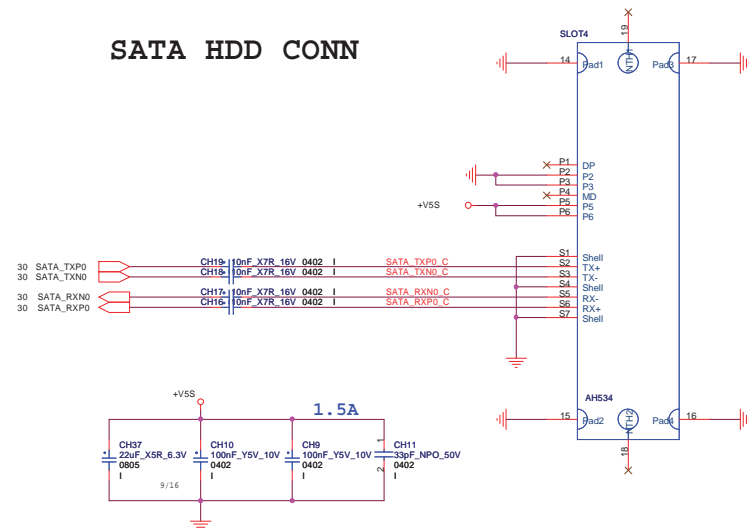 SATA HDD CONN
SLOT4
19
NTH1
14 Pad1 Pad3 17
P1 DP
P2 P2
P3 P3
P4 MD
+V5S P5 P5
P6 P6
S1 Shell
30 SATA_TXP0 CH19 10nF_X7R_16V 0402 I SATA_TXP0_C S2 TX+
30 SATA_TXN0 CH18 10nF_X7R_16V 0402 I SATA_TXN0_C S3 TX-
S4 Shell
30 SATA_RXN0 CH17 10nF_X7R_16V 0402 I SATA_RXN0_C S5 RX-
30 SATA_RXP0 CH16 10nF_X7R_16V 0402 I SATA_RXP0_C S6 RX+
S7 Shell
AH534
15 Pad2 Pad4 16
NTH2
18
+V5S
1.5A
CH37
22uF_X5R_6.3V
0805
I
9/16
CH10
100nF_Y5V_10V
0402
I
CH9
100nF_Y5V_10V
0402
I
1
CH11
33pF_NPO_50V
0402
I
2